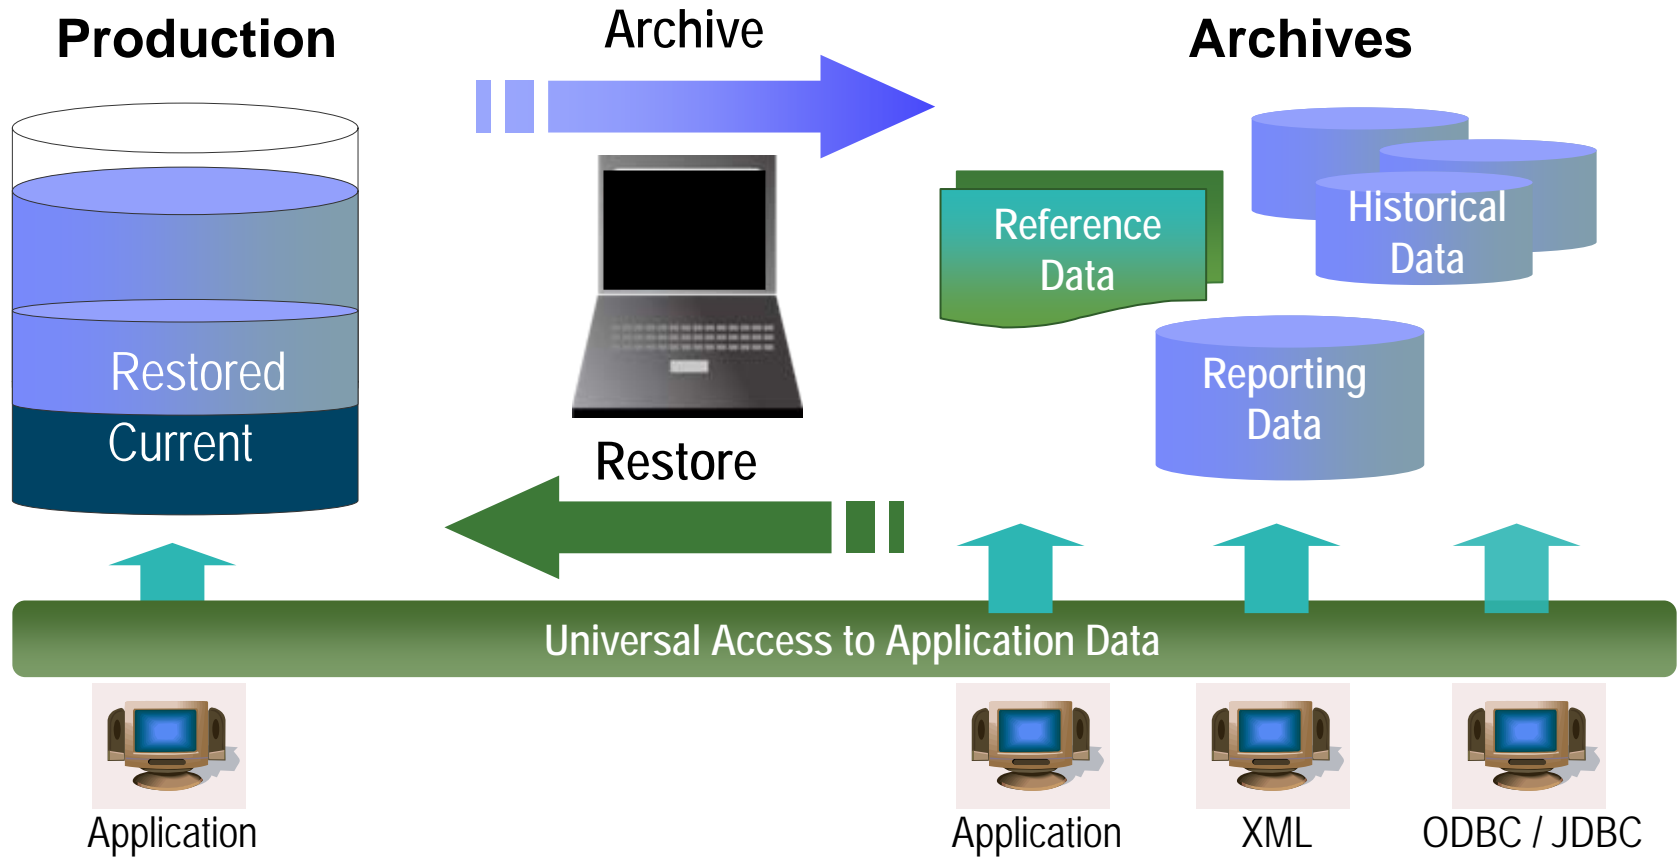 Production
Archive
Archives
Reference
Data
Historical
Data
Restored
Current
Reporting
Data
Restore
Universal Access to Application Data
Application
Application
XML
ODBC / JDBC